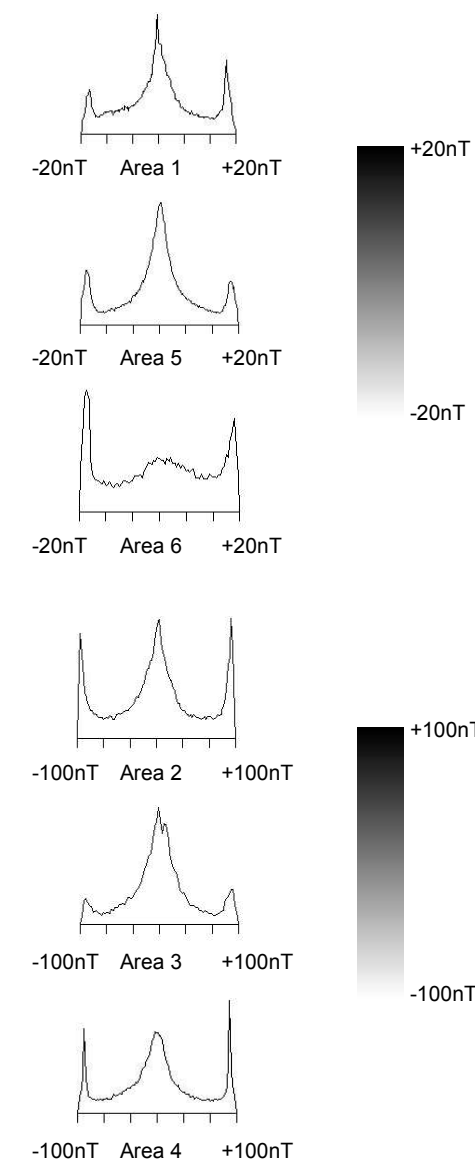 -20nT Area 1 +20nT
+20nT
-20nT Area 5 +20nT
-20nT
-20nT Area 6 +20nT
+100nT
-100nT Area 2 +100nT
-100nT Area 3 +100nT
-100nT
-100nT Area 4 +100nT